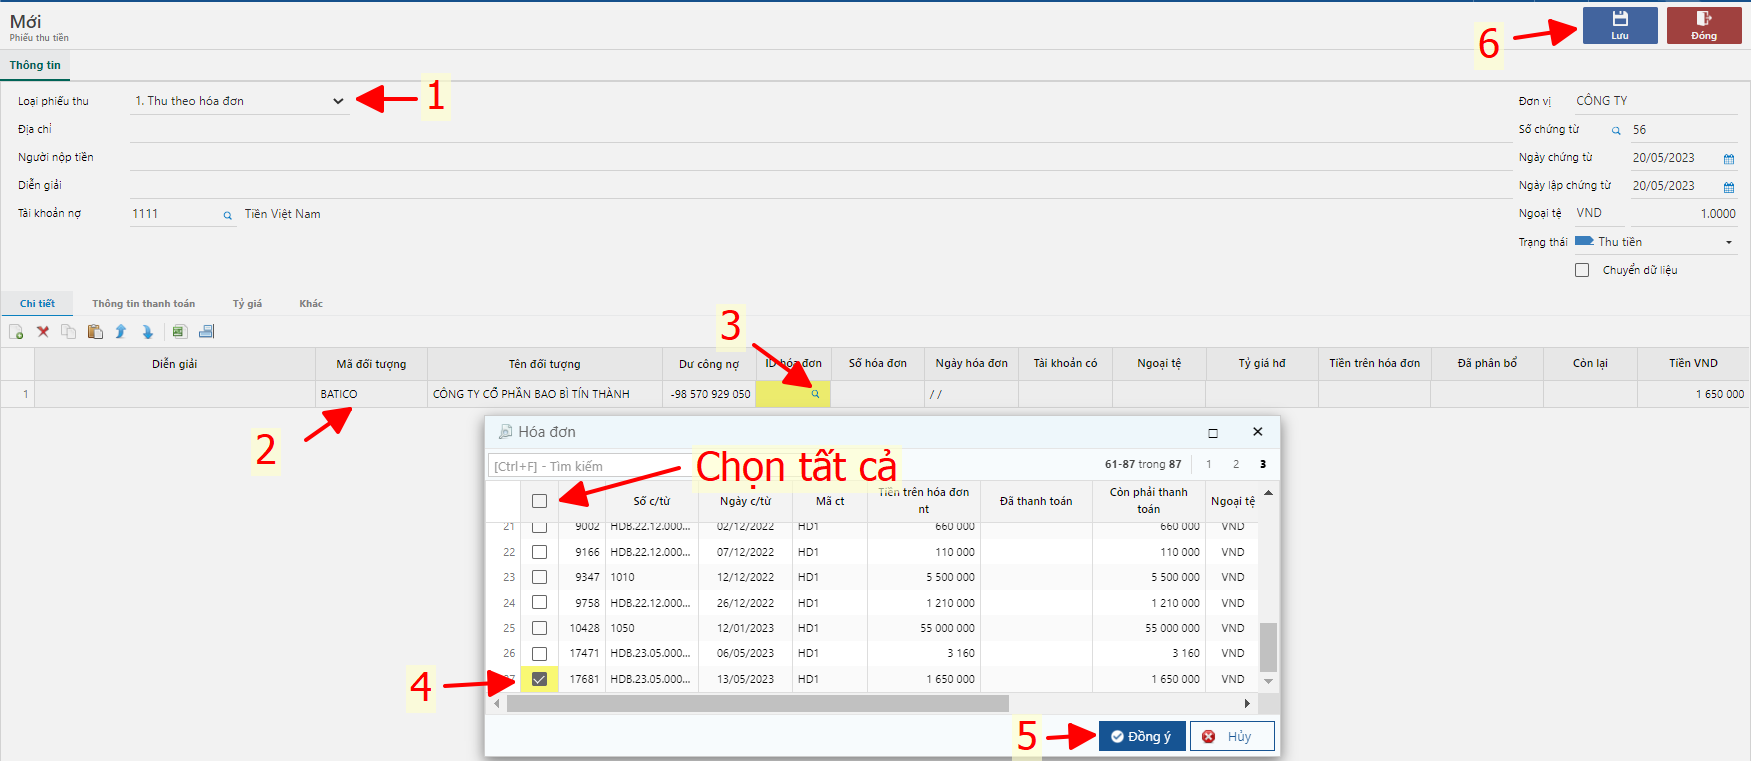 Mới
Phiếu thu tiền
6
Lưu
Đóng
Thông tin
Loại phiếu thu
1. Thu theo hóa đơn
1
Địa chỉ
Người nộp tiền
Diễn giải
Tài khoản nợ
1111
Tiền Việt Nam
Đơn vị
CÔNG TY
Số chứng từ
56
Ngày chứng từ
20/05/2023
Ngày lập chứng từ
20/05/2023
Ngoại tệ
VND
1.0000
Trạng thái
Thu tiền
Chuyển dữ liệu
Chi tiết
Thông tin thanh toán
Tỷ giá
Khác
3
Diễn giải
Mã đối tượng
Tên đối tượng
Dư công nợ
ID hóa đơn
Số hóa đơn
Ngày hóa đơn
Tài khoản có
Ngoại tệ
Tỷ giá hđ
Tiền trên hóa đơn
Đã phân bổ
Còn lại
Tiền VND
1
BATICO
CÔNG TY CỔ PHẦN BAO BÌ TÍN THÀNH
-98 570 929 050
/ /
1 650 000
2
Hóa đơn
[Ctrl+F] - Tìm kiếm
Chọn tất cả
61-87 trong 87
1
2
3
Số c/từ
Ngày c/từ
Mã ct
Tiền trên hóa đơn nt
Đã thanh toán
Còn phải thanh toán
Ngoại tệ
21 9002 HDB.22.12.000... 02/12/2022 HD1 660 000 660 000 VND
22 9166 HDB.22.12.000... 07/12/2022 HD1 110 000 110 000 VND
23 9347 1010 12/12/2022 HD1 5 500 000 5 500 000 VND
24 9758 HDB.22.12.000... 26/12/2022 HD1 1 210 000 1 210 000 VND
25 10428 1050 12/01/2023 HD1 55 000 000 55 000 000 VND
26 17471 HDB.23.05.000... 06/05/2023 HD1 3 160 3 160 VND
17681 HDB.23.05.000... 13/05/2023 HD1 1 650 000 1 650 000 VND
4
5
Đồng ý
Hủy